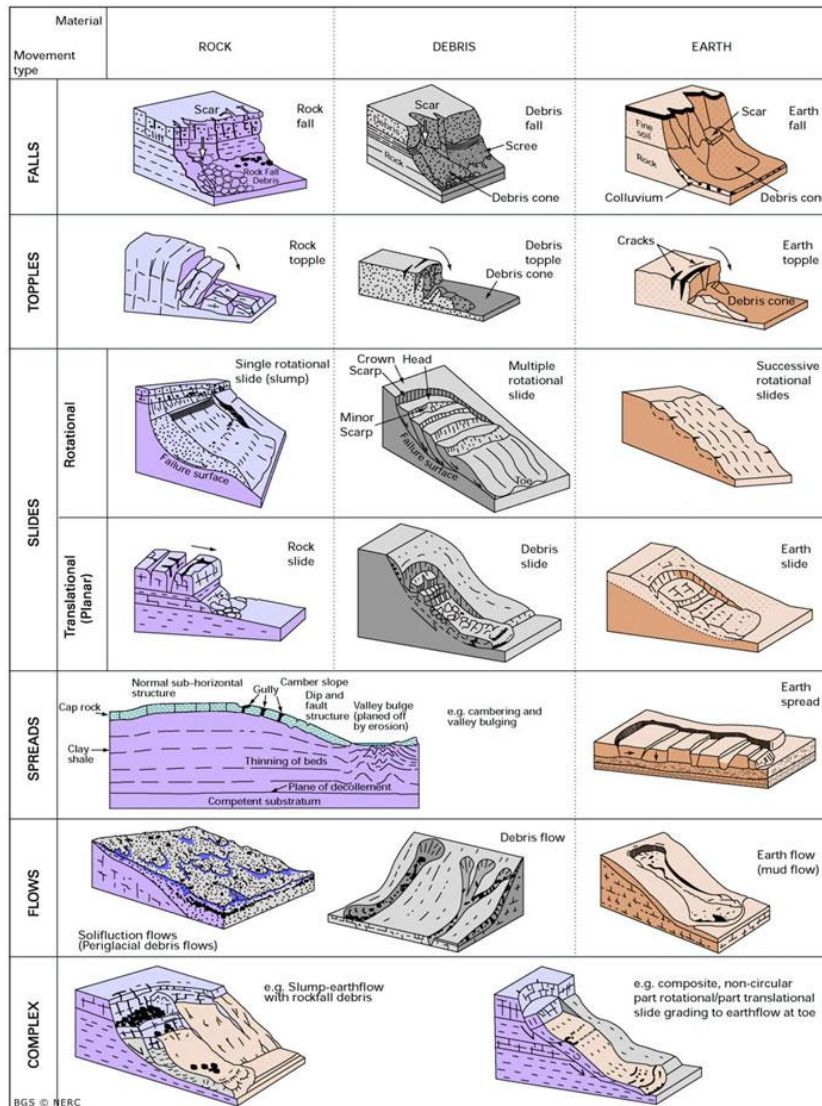 Material
Movement
type
ROCK
DEBRIS
EARTH
FALLS
Scar
Rock
fall
Cliff
Rock Fall
Debris
Scar
Debris
fall
Debris
Rock
Scree
Debris cone
Earth
fall
Scar
Fine
soil
Rock
Colluvium
Debris cone
TOPPLES
Rock
topple
Debris
topple
Debris cone
Cracks
Earth
topple
Debris cone
SLIDES
Rotational
Single rotational
slide (slump)
Failure surface
Crown
Head
Scarp
Minor
Scarp
Failure surface
Toe
Multiple
rotational
slide
Successive
rotational
slides
Translational
(Planar)
Rock
slide
Debris
slide
Earth
slide
SPREADS
Normal sub-horizontal
structure
Gully
Camber slope
Dip and
fault
structure
Valley bulge
(planed off
by erosion)
Cap rock
Clay
shale
Thinning of beds
Plane of decollement
Competent substratum
e.g. cambering and
valley bulging
Earth
spread
FLOWS
Solifluction flows
(Periglacial debris flows)
Debris flow
Earth flow
(mud flow)
COMPLEX
e.g. Slump-earthflow
with rockfall debris
e.g. composite, non-circular
part rotational/part translational
slide grading to earthflow at toe
BGS © NERC